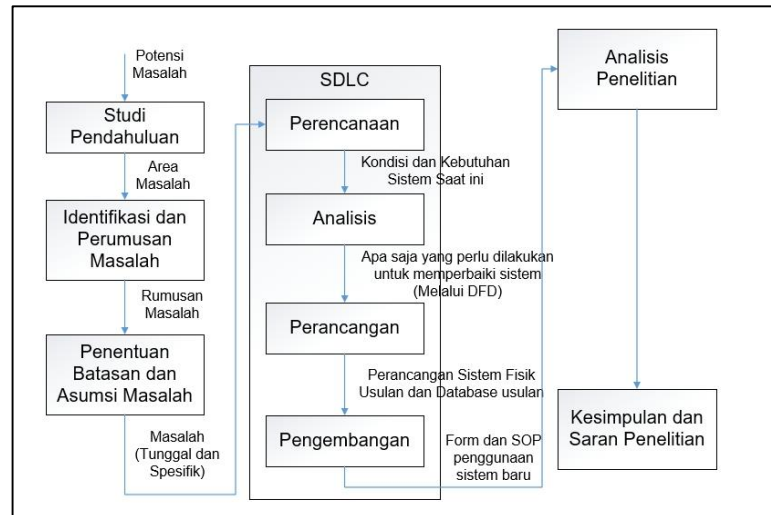 Potensi
Masalah
Studi
Pendahuluan
Area
Masalah
Identifikasi dan
Perumusan
Masalah
Rumusan
Masalah
Penentuan
Batasan dan
Asumsi Masalah
Masalah
(Tunggal dan
Spesifik)
SDLC
Perencanaan
Kondisi dan Kebutuhan
Sistem Saat ini
Analisis
Apa saja yang perlu dilakukan
untuk memperbaiki sistem
(Melalui DFD)
Perancangan
Perancangan Sistem Fisik
Usulan dan Database usulan
Pengembangan
Form dan SOP
penggunaan
sistem baru
Analisis
Penelitian
Kesimpulan dan
Saran Penelitian